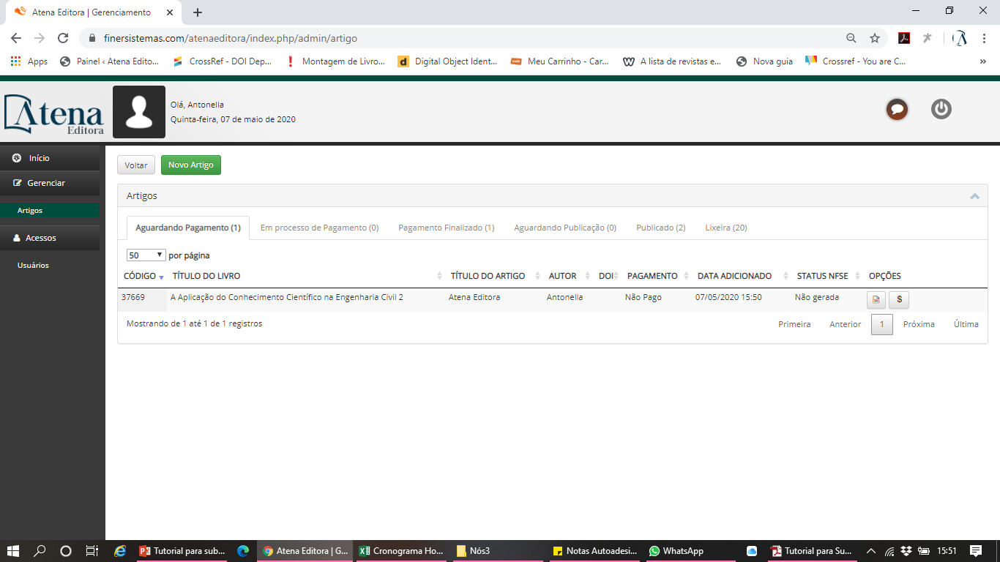 Atena Editora | Gerenciamento
finersistemas.com/atenaeditora/index.php/admin/artigo
Apps Painel ‹ Atena Edito... CrossRef - DOI Dep... Montagem de Livro... Digital Object Ident... Meu Carrinho - Car... A lista de revistas e... Nova guia Crossref - You are C... »
Atena
Editora
Olá, Antonella
Quinta-feira, 07 de maio de 2020
Início
Gerenciar
Artigos
Acessos
Usuários
Voltar Novo Artigo
Artigos
Aguardando Pagamento (1) Em processo de Pagamento (0) Pagamento Finalizado (1) Aguardando Publicação (0) Publicado (2) Lixeira (20)
50 por página
CÓDIGO TÍTULO DO LIVRO TÍTULO DO ARTIGO AUTOR DOI PAGAMENTO DATA ADICIONADO STATUS NFSE OPÇÕES
37669 A Aplicação do Conhecimento Científico na Engenharia Civil 2 Atena Editora Antonella Não Pago 07/05/2020 15:50 Não gerada $
Mostrando de 1 até 1 de 1 registros
Primeira Anterior 1 Próxima Última
Tutorial para sub... Atena Editora | G... Cronograma Ho... Nós3 Notas Autoadesi... WhatsApp Tutorial para Su... 15:51